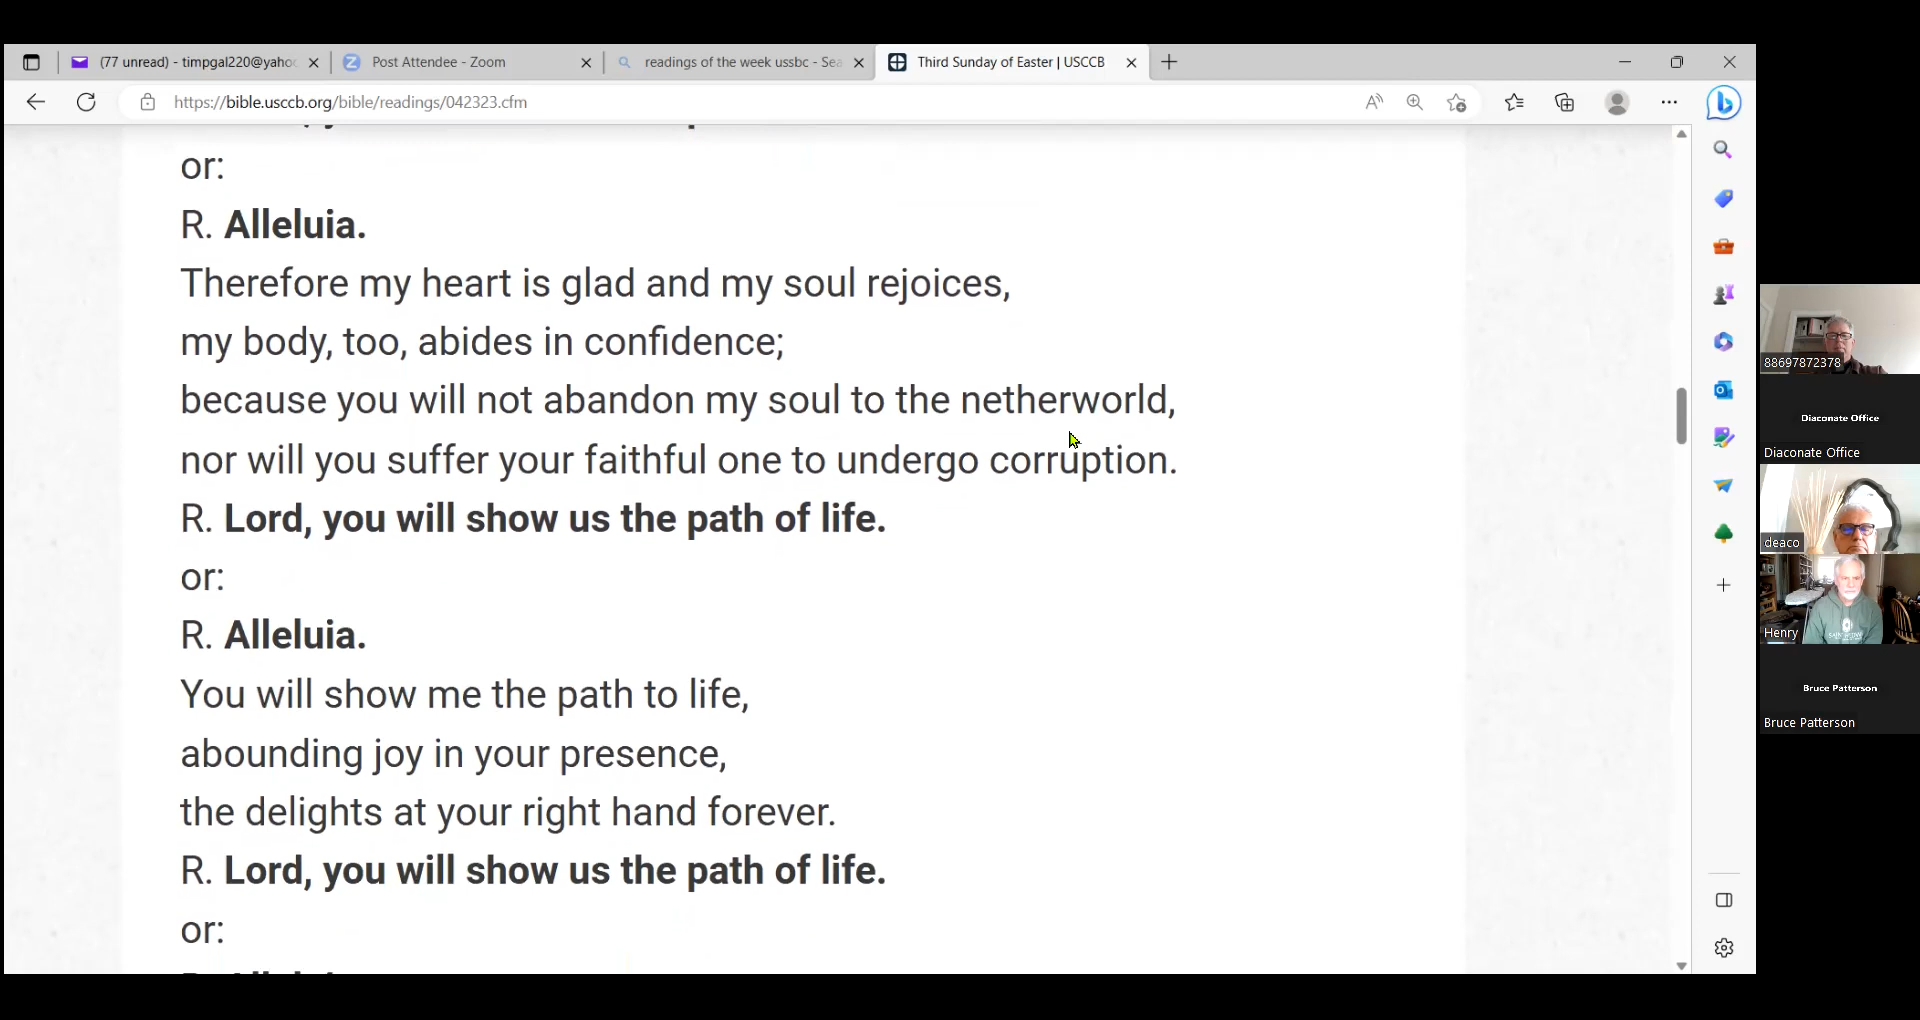 (77 unread) - timpgal220@yaho
Post Attendee - Zoom
readings of the week ussbc - Sea
Third Sunday of Easter | USCCB
https://bible.usccb.org/bible/readings/042323.cfm
or:
R. Alleluia.
Therefore my heart is glad and my soul rejoices,
my body, too, abides in confidence;
because you will not abandon my soul to the netherworld,
nor will you suffer your faithful one to undergo corruption.
R. Lord, you will show us the path of life.
or:
R. Alleluia.
You will show me the path to life,
abounding joy in your presence,
the delights at your right hand forever.
R. Lord, you will show us the path of life.
or:
88697872378
Diaconate Office
Diaconate Office
deaco
Henry
Bruce Patterson
Bruce Patterson